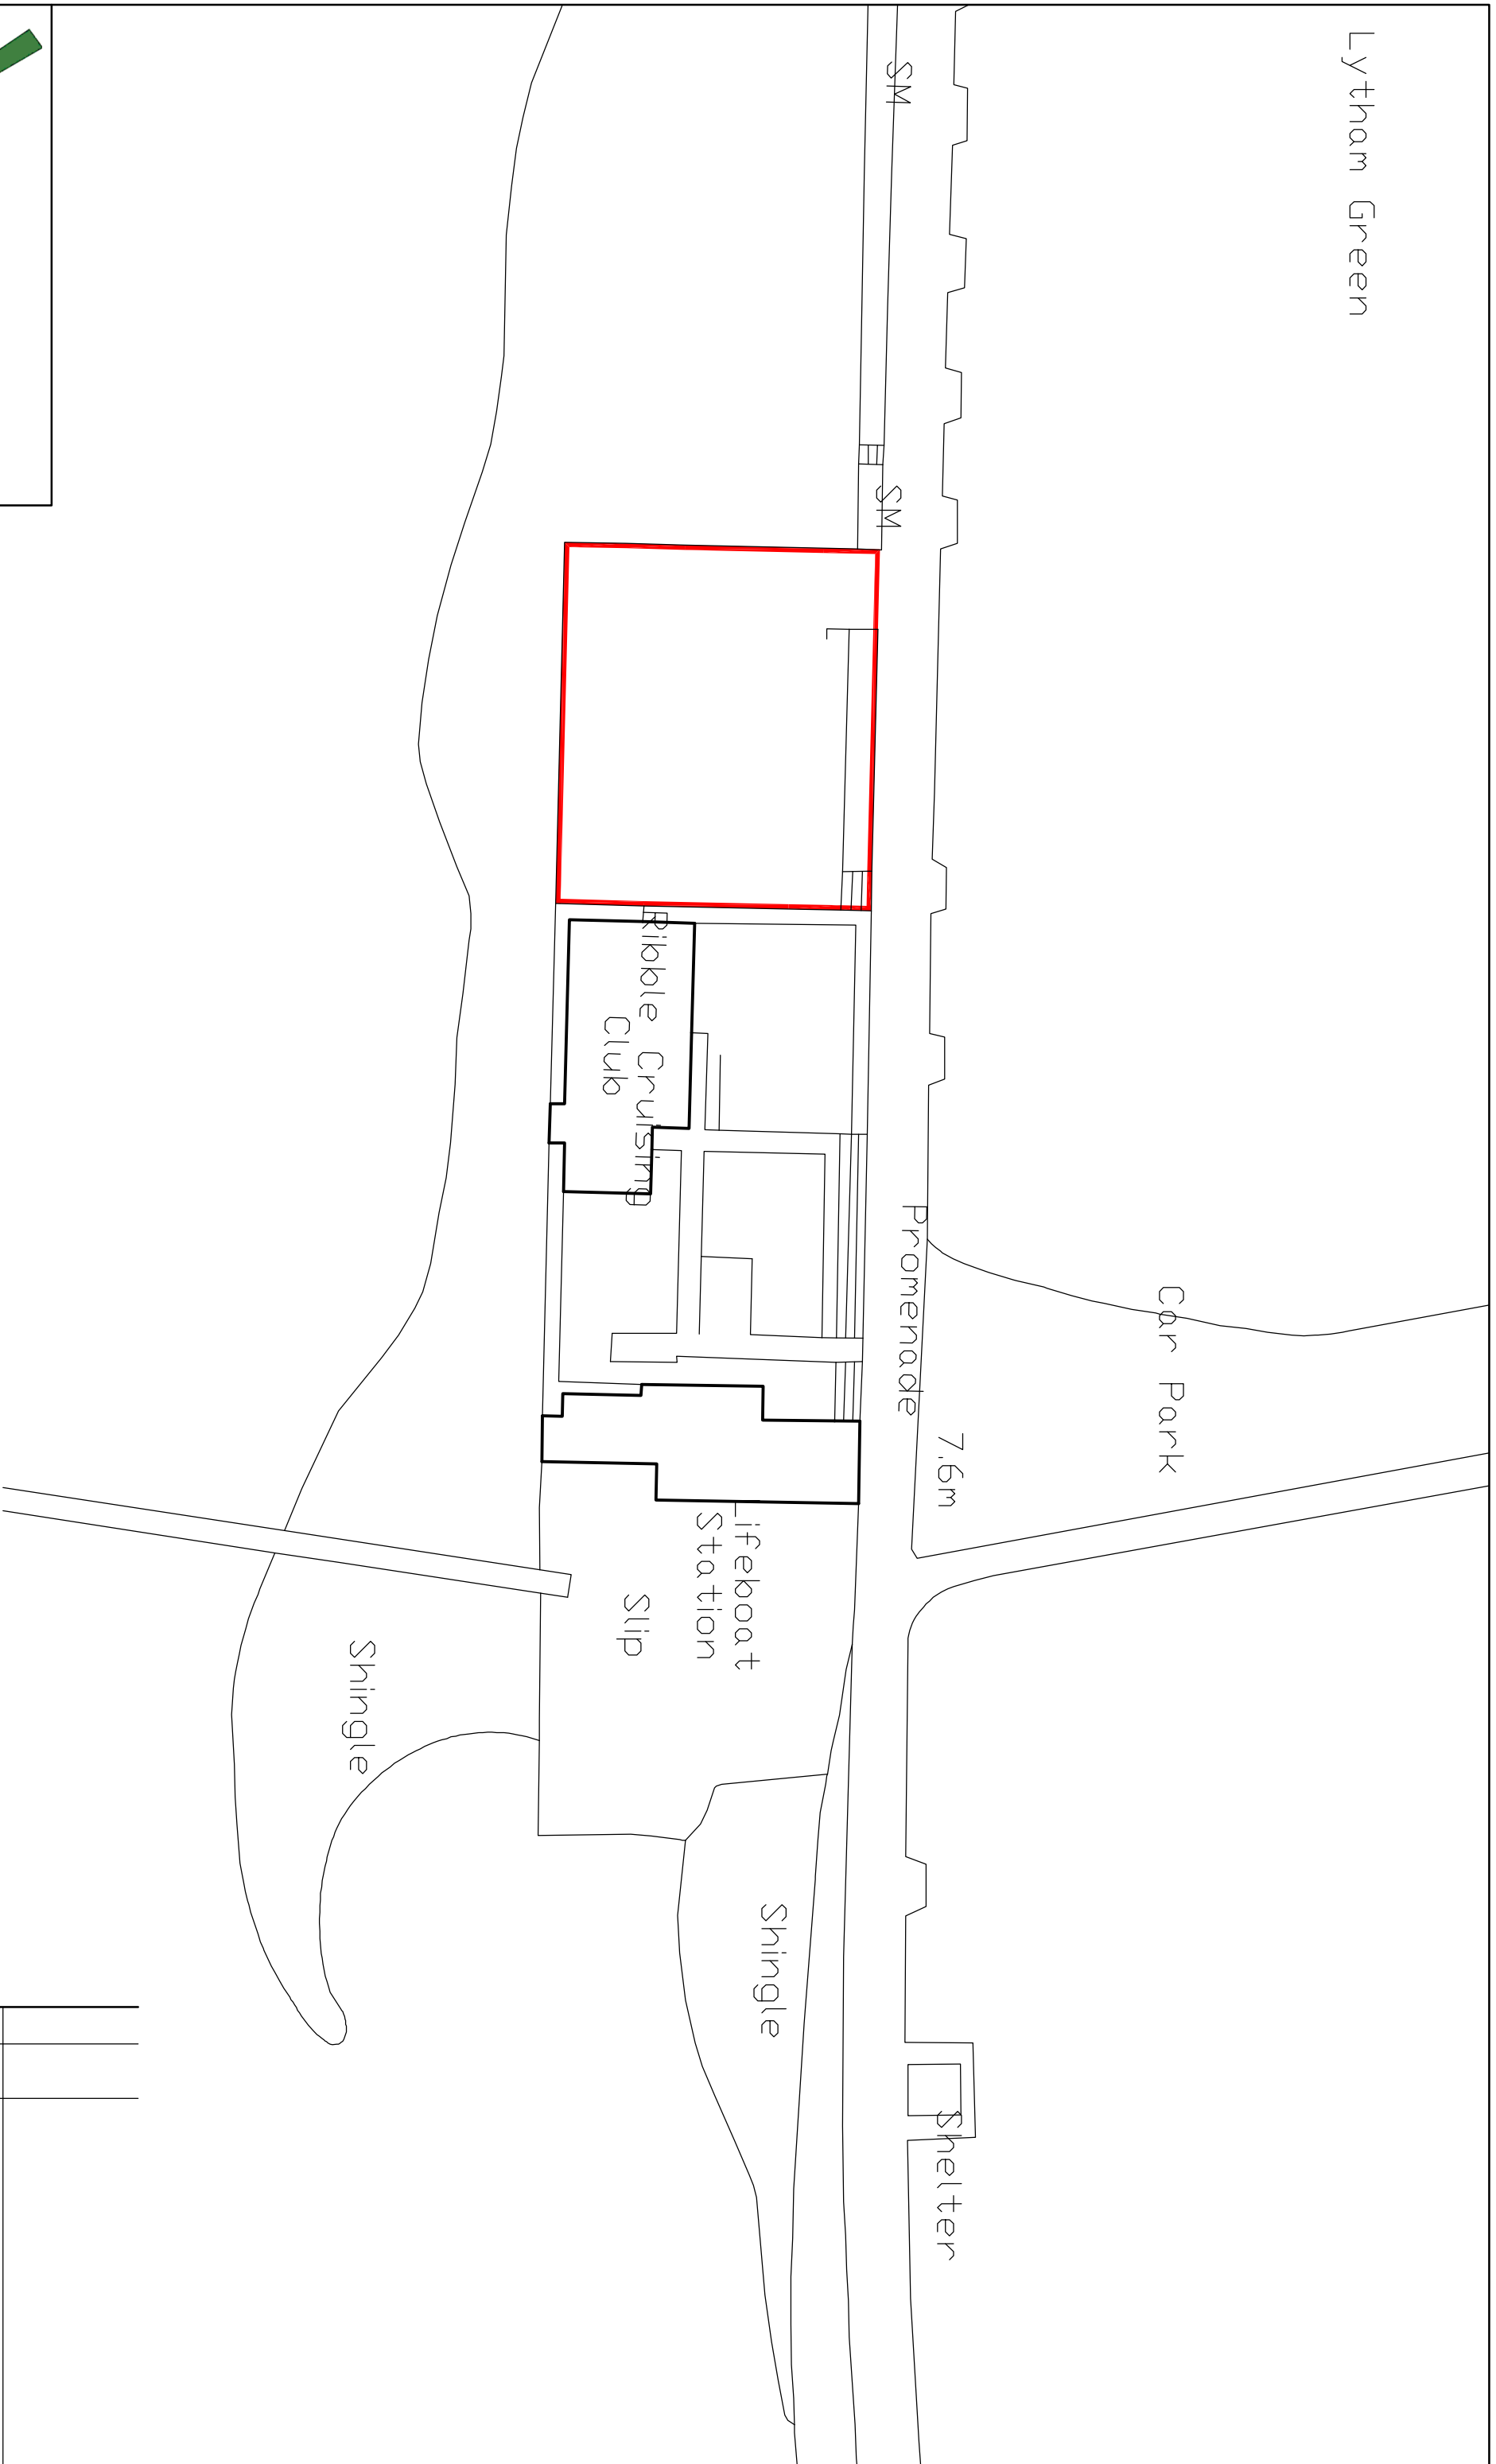 Lytham Green
SM
SM
Ribble Cruising
Club
Promenade
Car Park
7.6m
Lifeboat
Station
Slip
Shingle
Shingle
Shelter